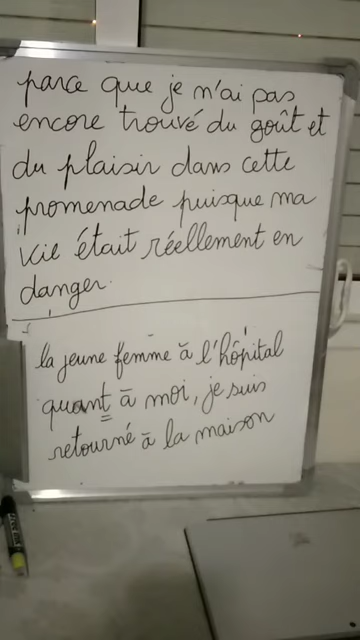 parce que je n'ai pas
encore trouvé du goût et
du plaisir dans cette
promenade puisque ma
vie était réellement en
danger.
la jeune femme à l'hôpital
quant à moi, je suis
retourné à la maison